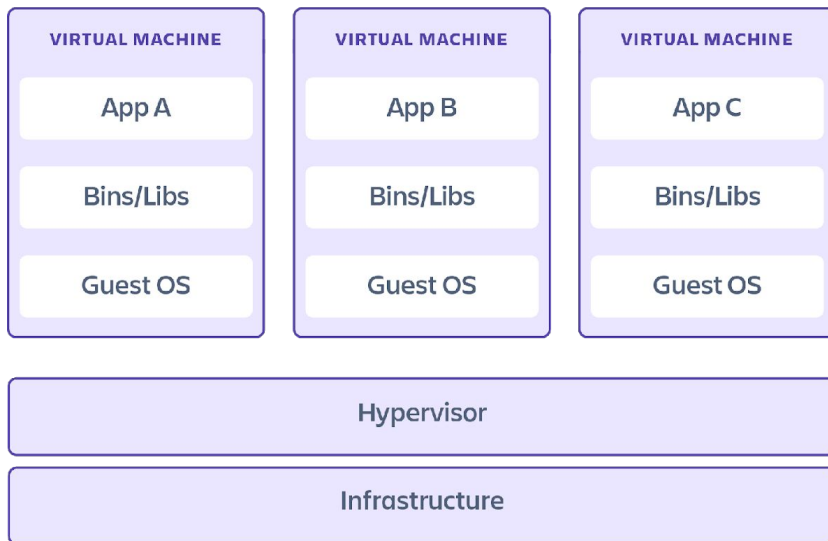 VIRTUAL MACHINE
App A
Bins/Libs
Guest OS
VIRTUAL MACHINE
App B
Bins/Libs
Guest OS
VIRTUAL MACHINE
App C
Bins/Libs
Guest OS
Hypervisor
Infrastructure